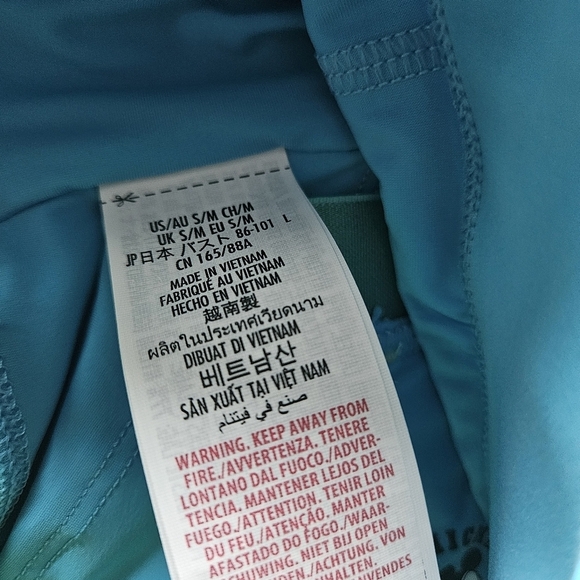 US/AU S/M CH/M
UK S/M EU S/M
JP日本 バスト 86-101 L
CN 165/88A
MADE IN VIETNAM
FABRIQUÉ AU VIETNAM
HECHO EN VIETNAM
越南製
ผลิตในประเทศเวียดนาม
DIBUAT DI VIETNAM
베트남산
SẢN XUẤT TẠI VIỆT NAM
صنع في فيتنام
WARNING. KEEP AWAY FROM
FIRE./AVVERTENZA. TENERE
LONTANO DAL FUOCO./ADVER-
TENCIA. MANTENER LEJOS DEL
FUEGO./ATTENTION. TENIR LOIN
DU FEU./ATENÇÃO. MANTER
AFASTADO DO FOGO./WAAR-
SCHUWING. NIET BIJ OPEN
/ACHTUNG. VON